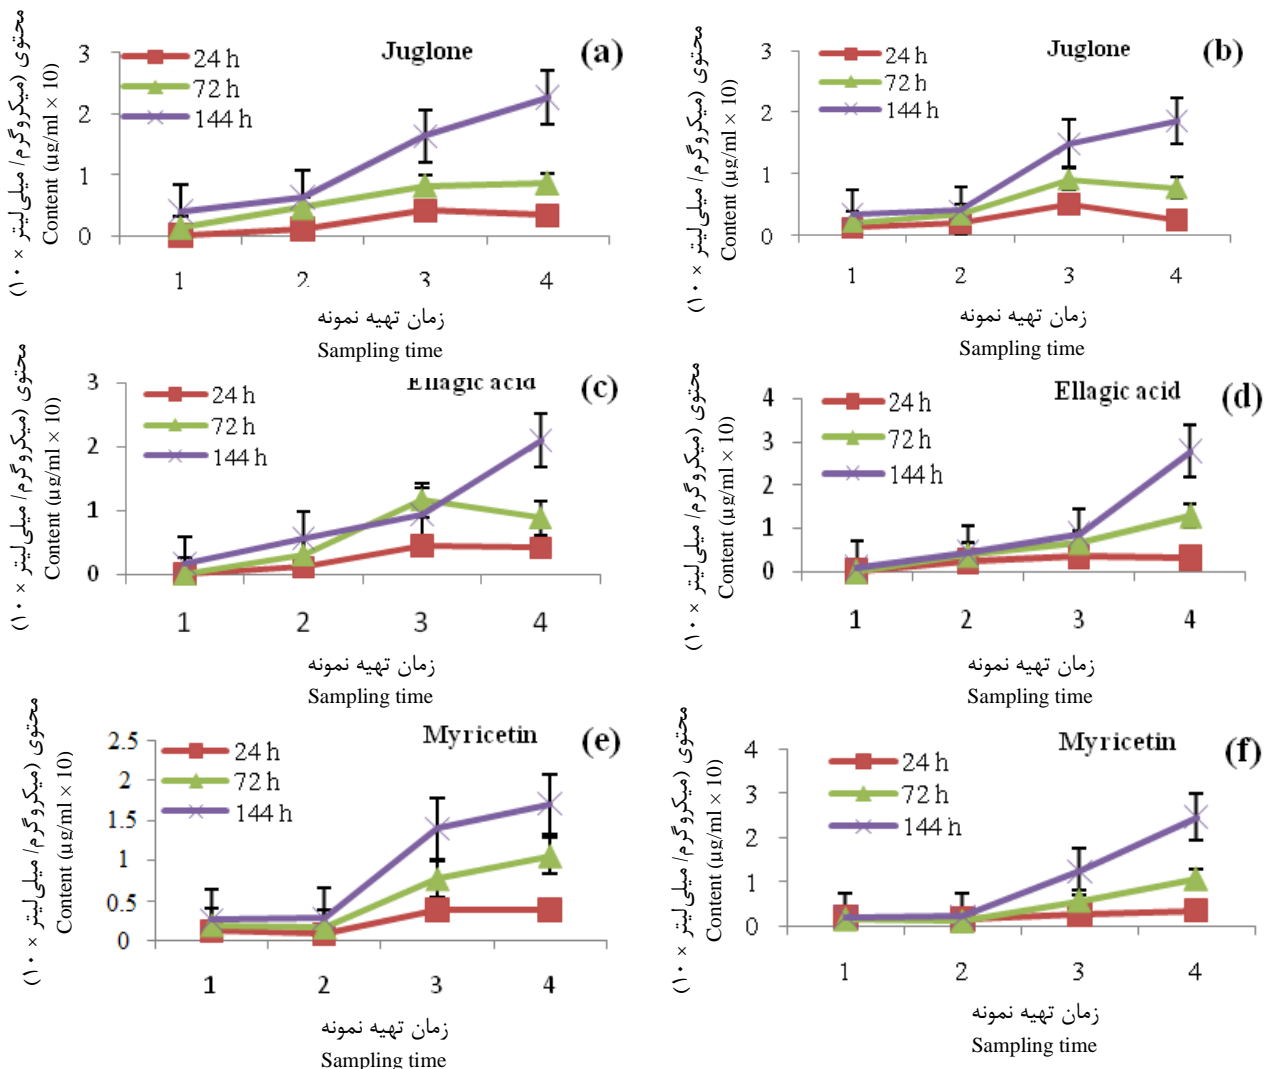 محتوی (میکروگرم/ میلی‌لیتر × ۱۰)
Content (µg/ml × 10)
Juglone
(a)
24 h
72 h
144 h
3
2
1
0
1
2
3
4
زمان تهیه نمونه
Sampling time
محتوی (میکروگرم/ میلی‌لیتر × ۱۰)
Content (µg/ml × 10)
Juglone
(b)
24 h
72 h
144 h
3
2
1
0
1
2
3
4
زمان تهیه نمونه
Sampling time
محتوی (میکروگرم/ میلی‌لیتر × ۱۰)
Content (µg/ml × 10)
Ellagic acid
(c)
24 h
72 h
144 h
3
2
1
0
1
2
3
4
زمان تهیه نمونه
Sampling time
محتوی (میکروگرم/ میلی‌لیتر × ۱۰)
Content (µg/ml × 10)
Ellagic acid
(d)
24 h
72 h
144 h
4
3
2
1
0
1
2
3
4
زمان تهیه نمونه
Sampling time
محتوی (میکروگرم/ میلی‌لیتر × ۱۰)
Content (µg/ml × 10)
Myricetin
(e)
24 h
72 h
144 h
2.5
2
1.5
1
0.5
0
1
2
3
4
زمان تهیه نمونه
Sampling time
محتوی (میکروگرم/ میلی‌لیتر × ۱۰)
Content (µg/ml × 10)
Myricetin
(f)
24 h
72 h
144 h
4
3
2
1
0
1
2
3
4
زمان تهیه نمونه
Sampling time